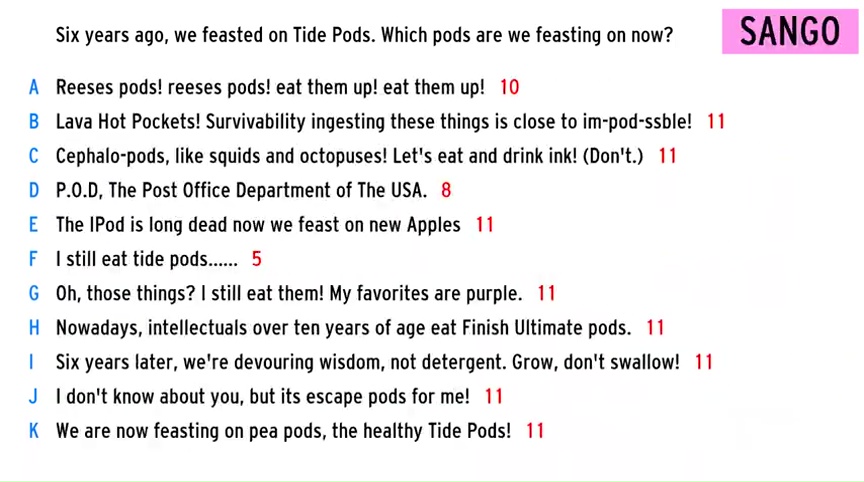 Six years ago, we feasted on Tide Pods. Which pods are we feasting on now?
SANGO
A Reeses pods! reeses pods! eat them up! eat them up! 10
B Lava Hot Pockets! Survivability ingesting these things is close to im-pod-ssble! 11
C Cephalo-pods, like squids and octopuses! Let's eat and drink ink! (Don't.) 11
D P.O.D, The Post Office Department of The USA. 8
E The IPod is long dead now we feast on new Apples 11
F I still eat tide pods...... 5
G Oh, those things? I still eat them! My favorites are purple. 11
H Nowadays, intellectuals over ten years of age eat Finish Ultimate pods. 11
I Six years later, we're devouring wisdom, not detergent. Grow, don't swallow! 11
J I don't know about you, but its escape pods for me! 11
K We are now feasting on pea pods, the healthy Tide Pods! 11